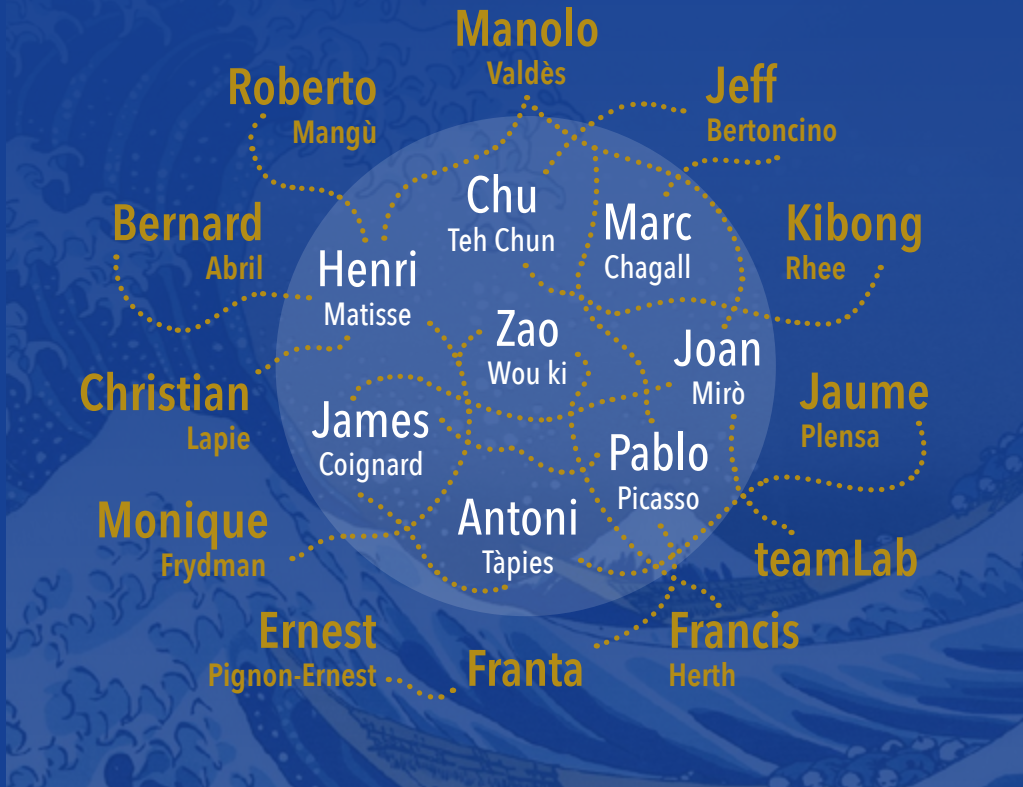 Manolo
Valdès
Roberto
Mangù
Jeff
Bertoncino
Chu
Teh Chun
Marc
Chagall
Bernard
Abril
Kibong
Rhee
Henri
Matisse
Zao
Wou ki
Joan
Mirò
Christian
Lapie
Jaume
Plensa
James
Coignard
Pablo
Picasso
Monique
Frydman
Antoni
Tàpies
teamLab
Ernest
Pignon-Ernest
Franta
Francis
Herth